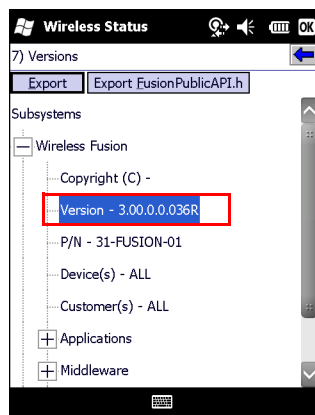 Wireless Status OK
7) Versions
Export Export FusionPublicAPI.h
Subsystems
Wireless Fusion
Copyright (C) -
Version - 3.00.0.0.036R
P/N - 31-FUSION-01
Device(s) - ALL
Customer(s) - ALL
Applications
Middleware